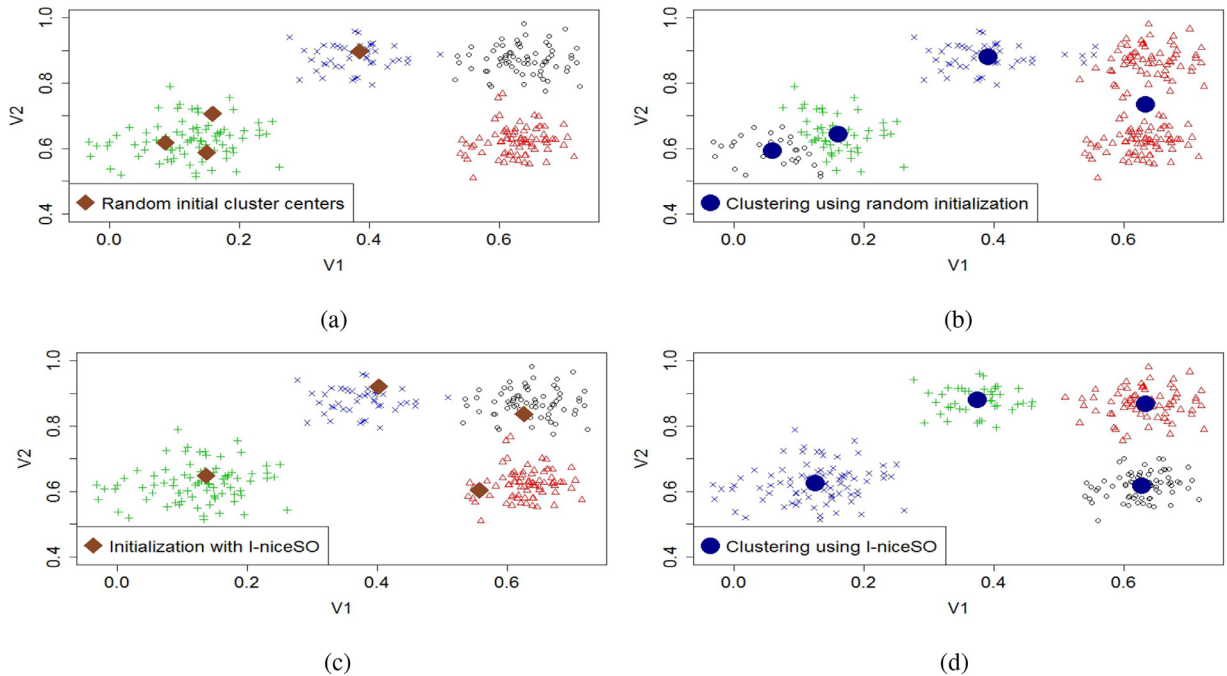 V2
1.0
0.8
0.6
0.4
Random initial cluster centers
0.0 0.2 0.4 0.6
V1
(a)
V2
1.0
0.8
0.6
0.4
Clustering using random initialization
0.0 0.2 0.4 0.6
V1
(b)
V2
1.0
0.8
0.6
0.4
Initialization with I-niceSO
0.0 0.2 0.4 0.6
V1
(c)
V2
1.0
0.8
0.6
0.4
Clustering using I-niceSO
0.0 0.2 0.4 0.6
V1
(d)